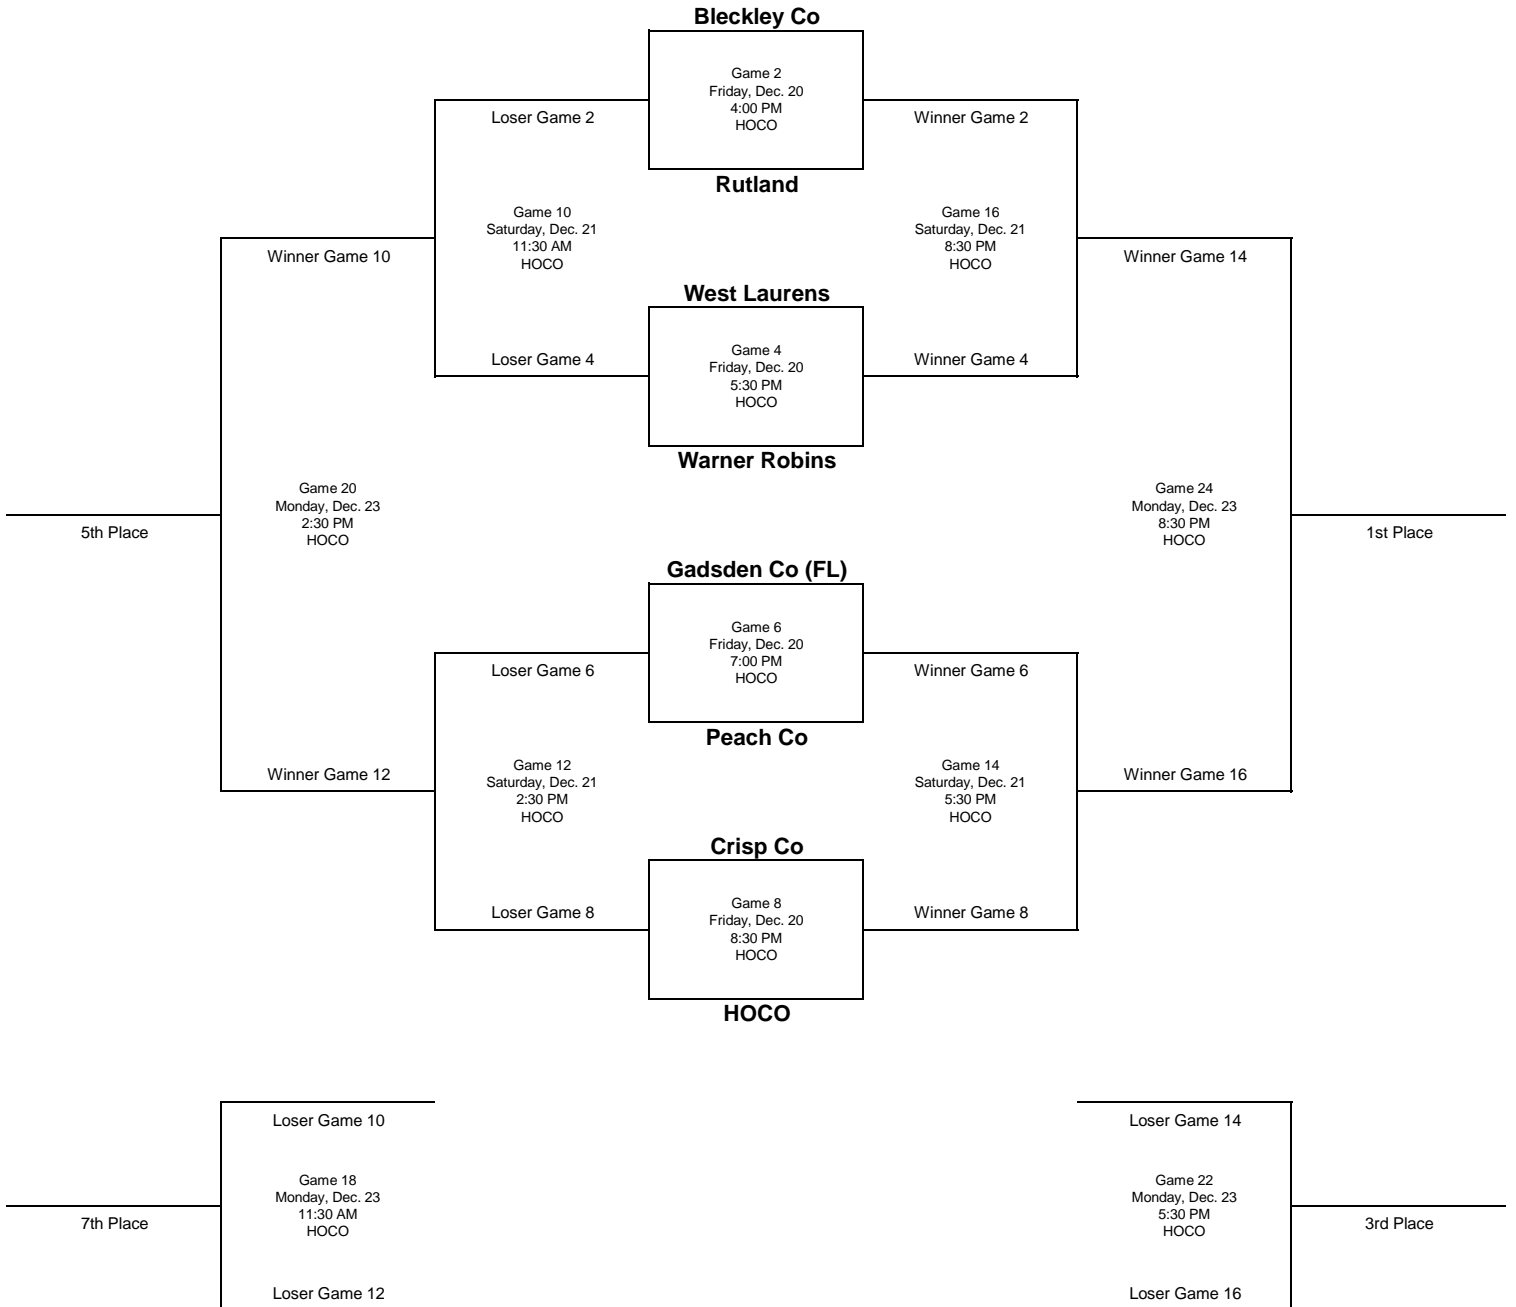 Bleckley Co
Game 2
Friday, Dec. 20
4:00 PM
HOCO
Loser Game 2
Winner Game 2
Rutland
Game 10
Saturday, Dec. 21
11:30 AM
HOCO
Game 16
Saturday, Dec. 21
8:30 PM
HOCO
Winner Game 10
Winner Game 14
West Laurens
Game 4
Friday, Dec. 20
5:30 PM
HOCO
Loser Game 4
Winner Game 4
Warner Robins
Game 20
Monday, Dec. 23
2:30 PM
HOCO
Game 24
Monday, Dec. 23
8:30 PM
HOCO
5th Place
1st Place
Gadsden Co (FL)
Game 6
Friday, Dec. 20
7:00 PM
HOCO
Loser Game 6
Winner Game 6
Peach Co
Game 12
Saturday, Dec. 21
2:30 PM
HOCO
Game 14
Saturday, Dec. 21
5:30 PM
HOCO
Winner Game 12
Winner Game 16
Crisp Co
Game 8
Friday, Dec. 20
8:30 PM
HOCO
Loser Game 8
Winner Game 8
HOCO
Loser Game 10
Loser Game 14
Game 18
Monday, Dec. 23
11:30 AM
HOCO
Game 22
Monday, Dec. 23
5:30 PM
HOCO
7th Place
3rd Place
Loser Game 12
Loser Game 16